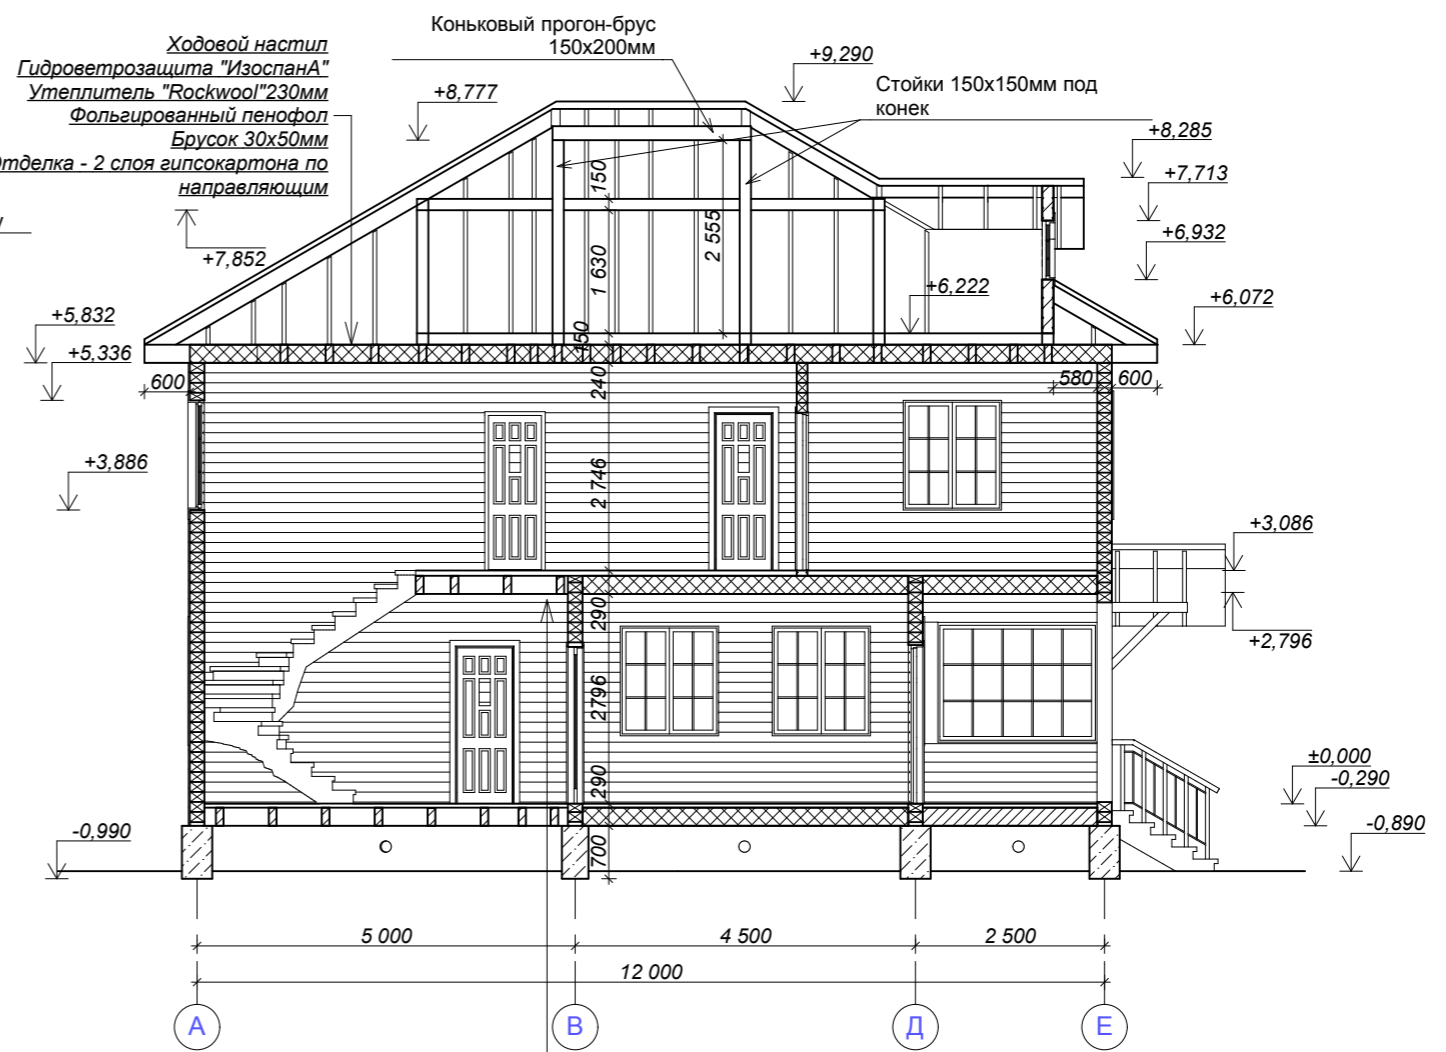 Коньковый прогон-брус
150х200мм
Ходовой настил
Гидроветрозащита "ИзоспанА"
Утеплитель "Rockwool"230мм
Фольгированный пенофол
Брусок 30х50мм
Отделка - 2 слоя гипсокартона по
направляющим
Стойки 150х150мм под
конек
+9,290
+8,777
+8,285
+7,713
+7,852
+6,932
+6,222
+6,072
+5,832
+5,336
150
1 630
2 555
150
240
600
580
600
+3,886
2 746
+3,086
+2,796
290
2796
290
±0,000
-0,290
-0,990
-0,890
700
5 000
4 500
2 500
12 000
А
В
Д
Е